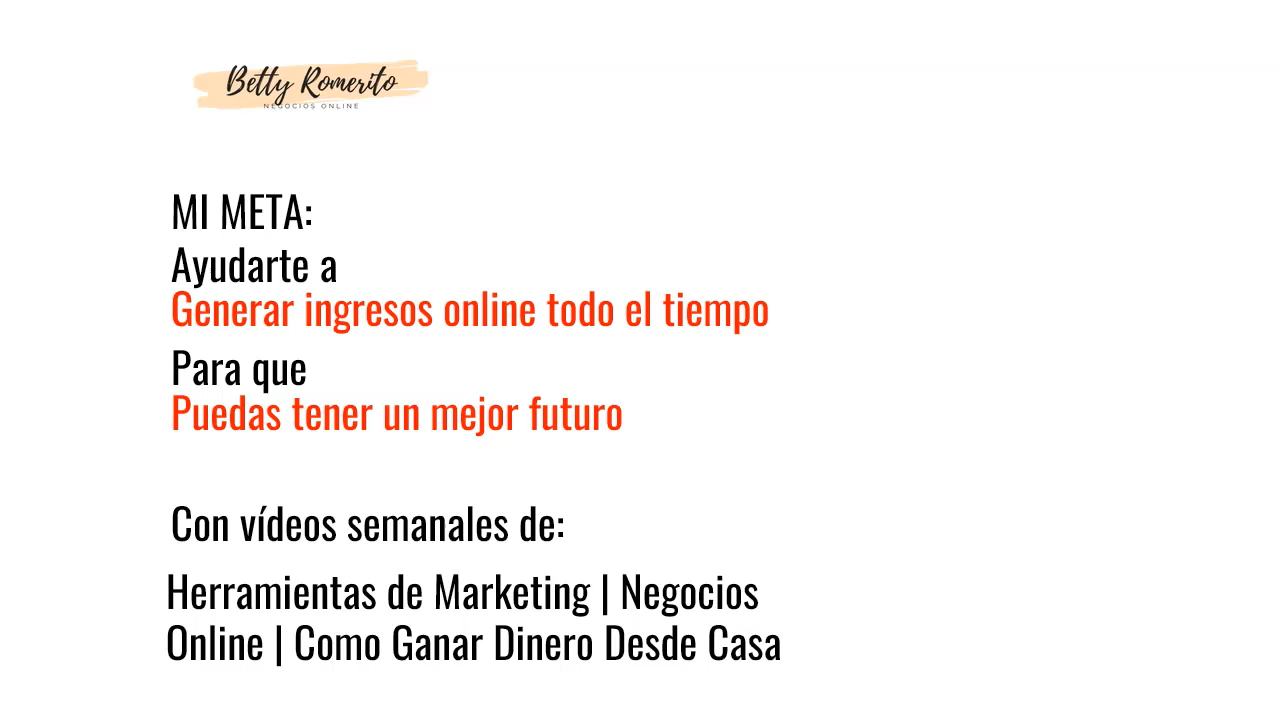 Betty Romerito
NEGOCIOS ONLINE
MI META:
Ayudarte a
Generar ingresos online todo el tiempo
Para que
Puedas tener un mejor futuro
Con vídeos semanales de:
Herramientas de Marketing | Negocios
Online | Como Ganar Dinero Desde Casa